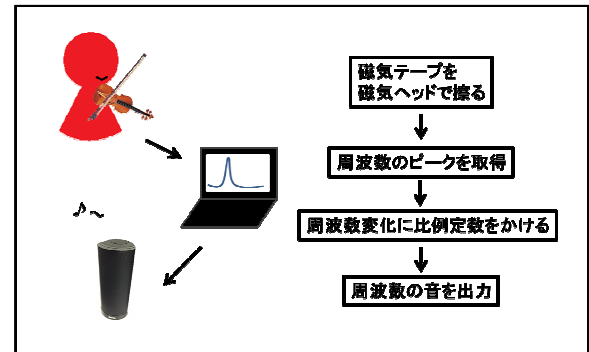 磁気テープを
磁気ヘッドで擦る
周波数のピークを取得
周波数変化に比例定数をかける
周波数の音を出力